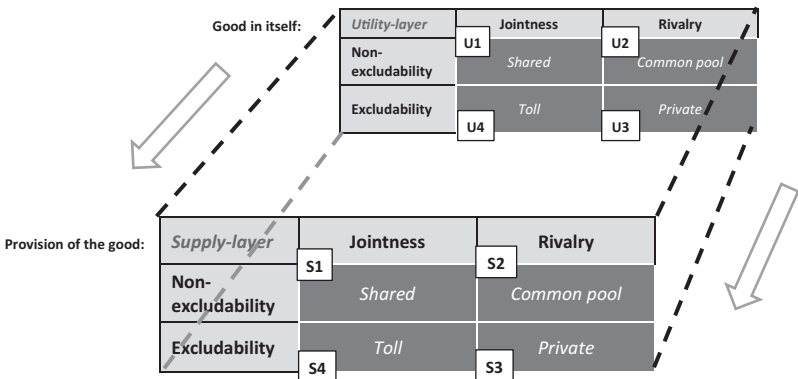 Good in itself:
Utility-layer Jointness Rivalry
U1 U2
Non-
excludability Shared Common pool
Excludability Toll Private
U4 U3
Provision of the good:
Supply-layer Jointness Rivalry
S1 S2
Non-
excludability Shared Common pool
Excludability Toll Private
S4 S3